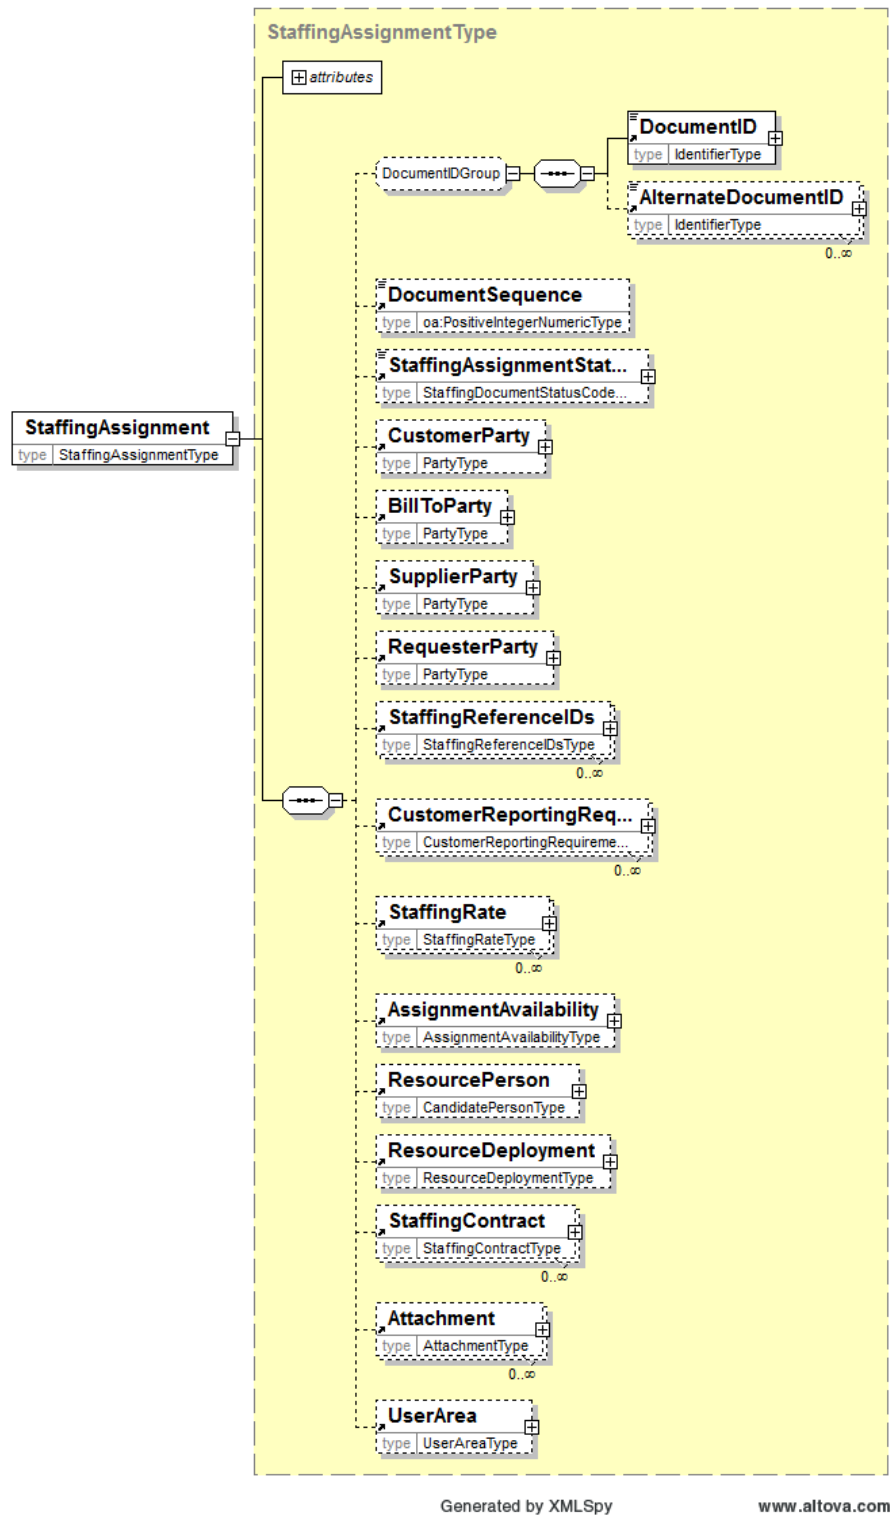 StaffingAssignmentType
attributes
DocumentID
type IdentifierType
DocumentIDGroup
AlternateDocumentID
type IdentifierType
0..∞
DocumentSequence
type oa:PositiveIntegerNumericType
StaffingAssignmentStat...
type StaffingDocumentStatusCode...
StaffingAssignment
type StaffingAssignmentType
CustomerParty
type PartyType
BillToParty
type PartyType
SupplierParty
type PartyType
RequesterParty
type PartyType
StaffingReferenceIDs
type StaffingReferenceIDsType
0..∞
CustomerReportingReq...
type CustomerReportingRequireme...
0..∞
StaffingRate
type StaffingRateType
0..∞
AssignmentAvailability
type AssignmentAvailabilityType
ResourcePerson
type CandidatePersonType
ResourceDeployment
type ResourceDeploymentType
StaffingContract
type StaffingContractType
0..∞
Attachment
type AttachmentType
0..∞
UserArea
type UserAreaType
Generated by XMLSpy www.altova.com